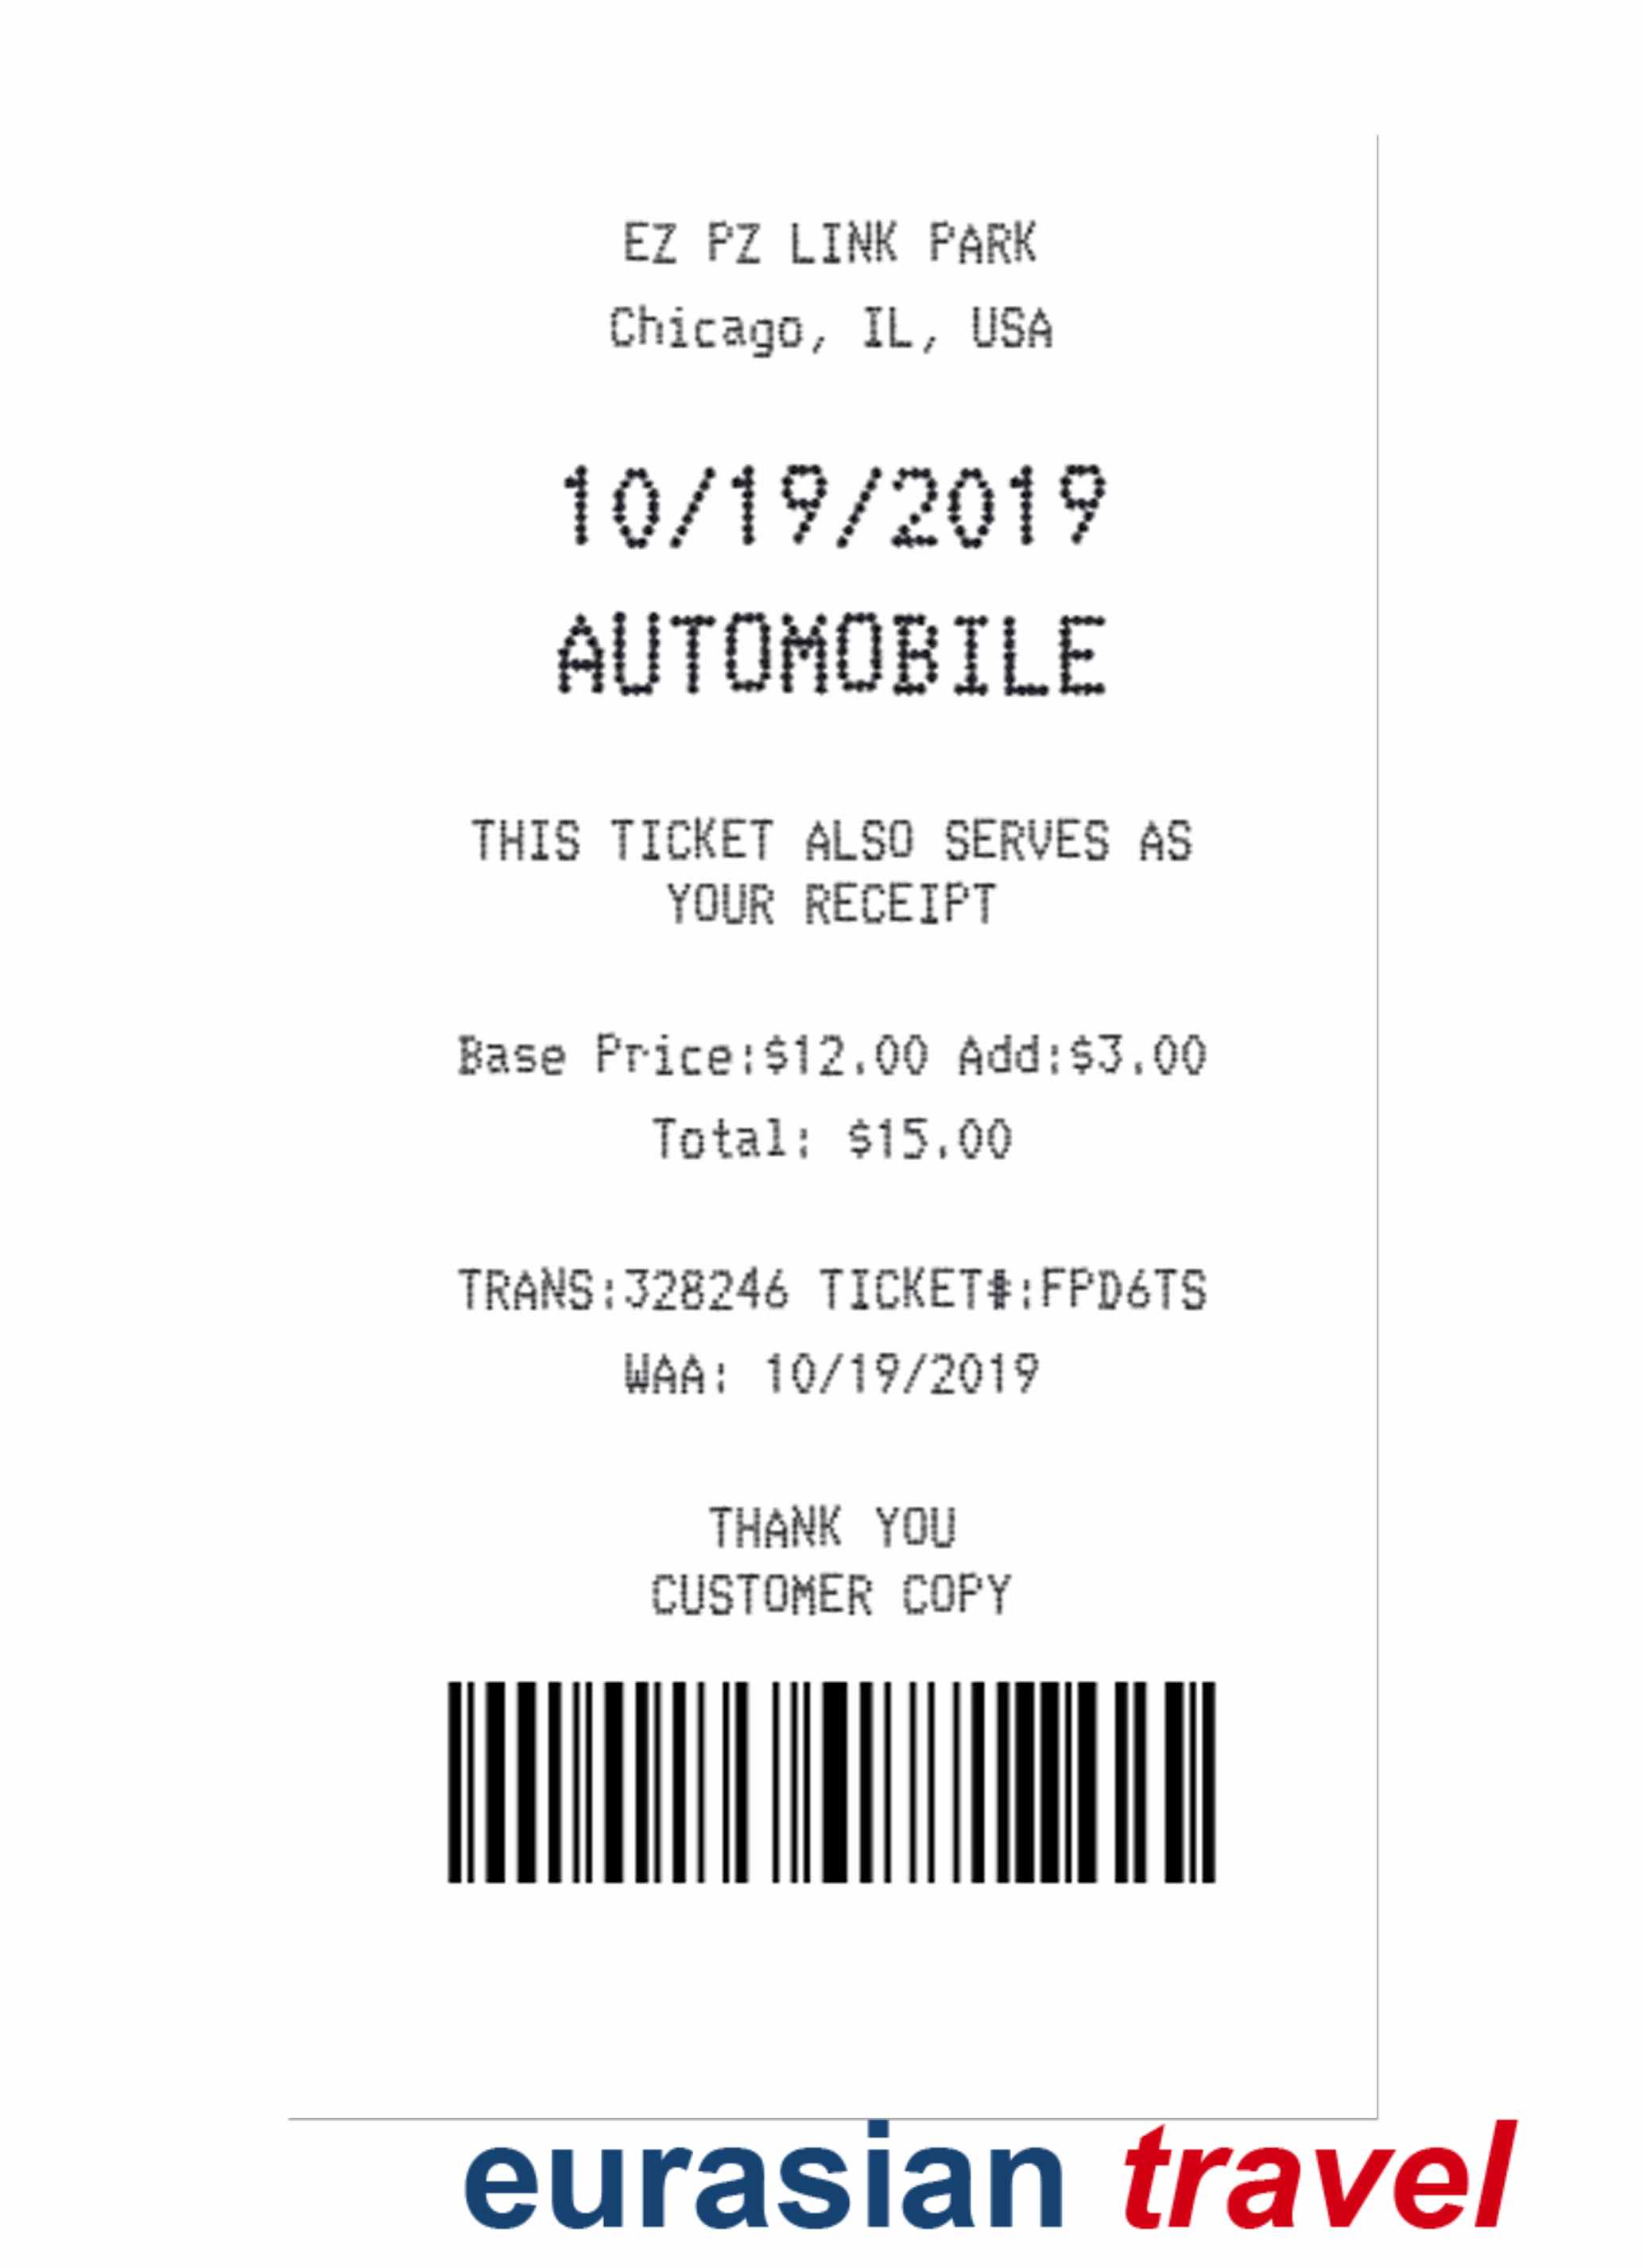 EZ PZ LINK PARK
Chicago, IL, USA
10/19/2019
AUTOMOBILE
THIS TICKET ALSO SERVES AS
YOUR RECEIPT
Base Price:$12.00 Add:$3.00
Total: $15.00
TRANS:328246 TICKET#:FPD6TS
WAA: 10/19/2019
THANK YOU
CUSTOMER COPY
eurasian travel